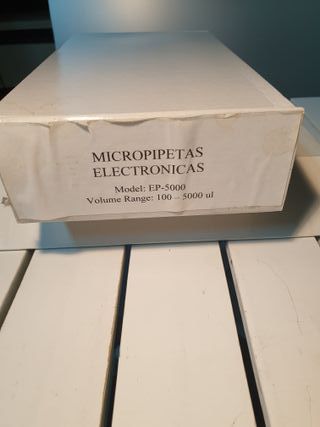 MICROPIPETAS
ELECTRONICAS
Model: EP-5000
Volume Range: 100 – 5000 ul